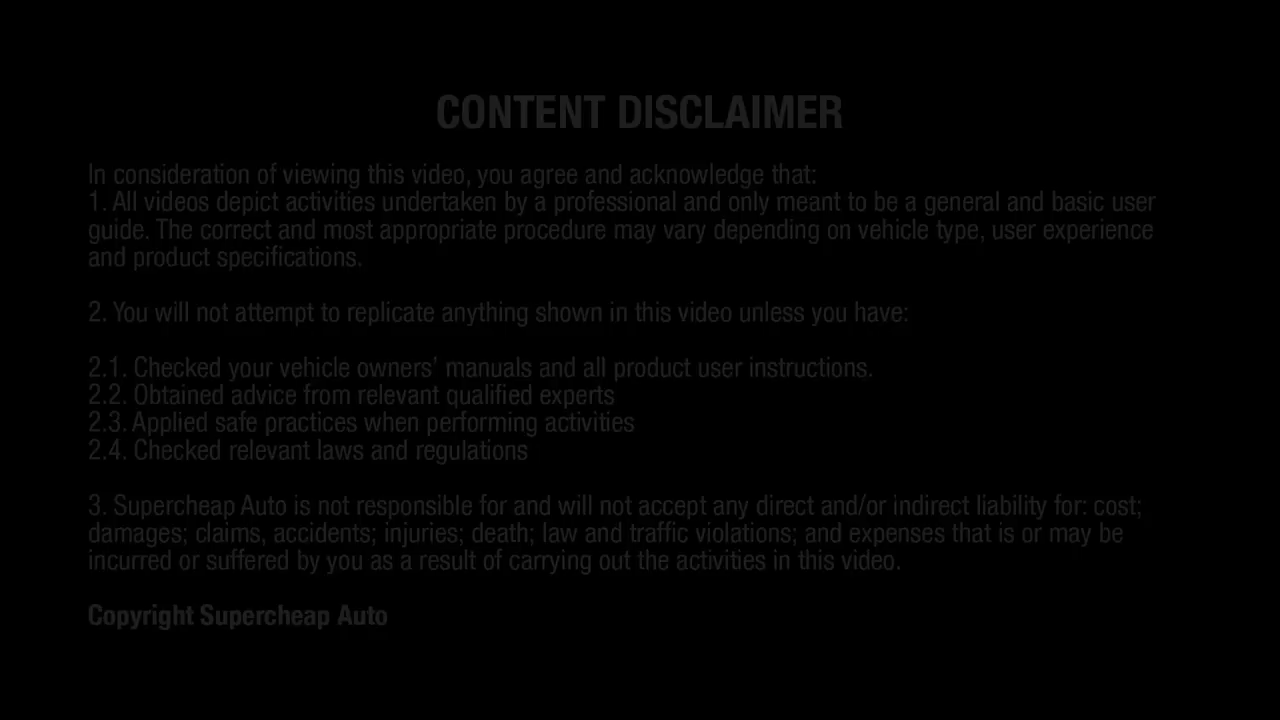 CONTENT DISCLAIMER
In consideration of viewing this video, you agree and acknowledge that:
1. All videos depict activities undertaken by a professional and only meant to be a general and basic user
guide. The correct and most appropriate procedure may vary depending on vehicle type, user experience
and product specifications.
2. You will not attempt to replicate anything shown in this video unless you have:
2.1. Checked your vehicle owners’ manuals and all product user instructions.
2.2. Obtained advice from relevant qualified experts
2.3. Applied safe practices when performing activities
2.4. Checked relevant laws and regulations
3. Supercheap Auto is not responsible for and will not accept any direct and/or indirect liability for: cost;
damages; claims, accidents; injuries; death; law and traffic violations; and expenses that is or may be
incurred or suffered by you as a result of carrying out the activities in this video.
Copyright Supercheap Auto